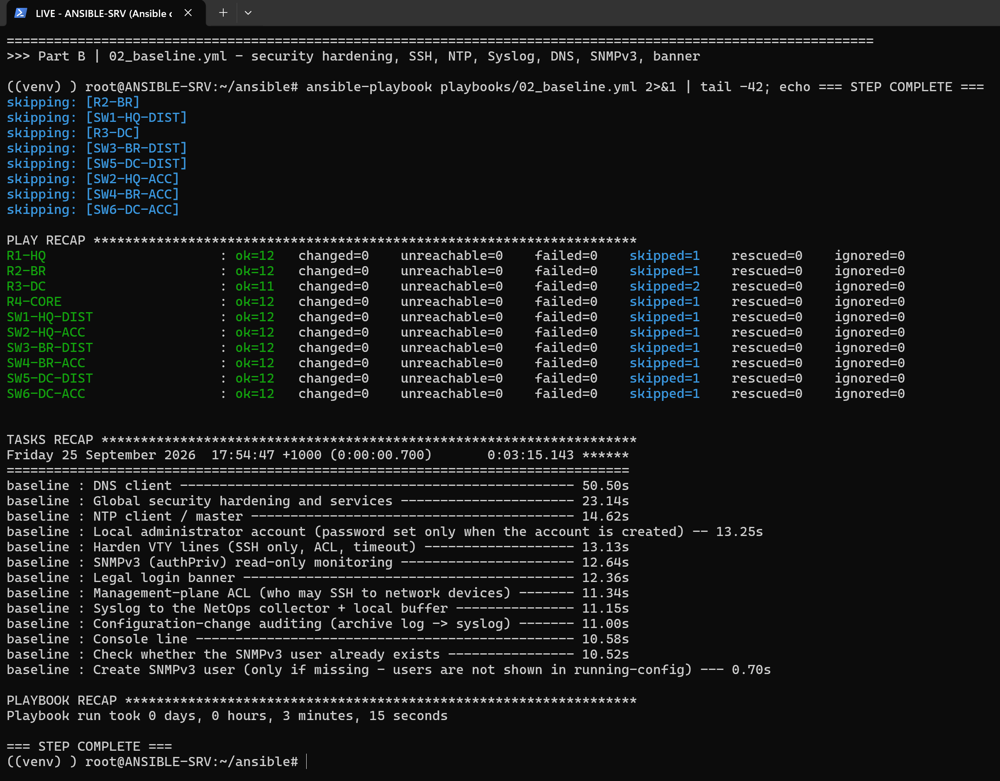 LIVE - ANSIBLE-SRV (Ansible c
==============================================================================================================
>>> Part B | 02_baseline.yml - security hardening, SSH, NTP, Syslog, DNS, SNMPv3, banner
((venv) ) root@ANSIBLE-SRV:~/ansible# ansible-playbook playbooks/02_baseline.yml 2>&1 | tail -42; echo === STEP COMPLETE ===
skipping: [R2-BR]
skipping: [SW1-HQ-DIST]
skipping: [R3-DC]
skipping: [SW3-BR-DIST]
skipping: [SW5-DC-DIST]
skipping: [SW2-HQ-ACC]
skipping: [SW4-BR-ACC]
skipping: [SW6-DC-ACC]
PLAY RECAP *********************************************************************
R1-HQ                      : ok=12   changed=0    unreachable=0    failed=0    skipped=1    rescued=0    ignored=0
R2-BR                      : ok=12   changed=0    unreachable=0    failed=0    skipped=1    rescued=0    ignored=0
R3-DC                      : ok=11   changed=0    unreachable=0    failed=0    skipped=2    rescued=0    ignored=0
R4-CORE                    : ok=12   changed=0    unreachable=0    failed=0    skipped=1    rescued=0    ignored=0
SW1-HQ-DIST                : ok=12   changed=0    unreachable=0    failed=0    skipped=1    rescued=0    ignored=0
SW2-HQ-ACC                 : ok=12   changed=0    unreachable=0    failed=0    skipped=1    rescued=0    ignored=0
SW3-BR-DIST                : ok=12   changed=0    unreachable=0    failed=0    skipped=1    rescued=0    ignored=0
SW4-BR-ACC                 : ok=12   changed=0    unreachable=0    failed=0    skipped=1    rescued=0    ignored=0
SW5-DC-DIST                : ok=12   changed=0    unreachable=0    failed=0    skipped=1    rescued=0    ignored=0
SW6-DC-ACC                 : ok=12   changed=0    unreachable=0    failed=0    skipped=1    rescued=0    ignored=0
TASKS RECAP ********************************************************************
Friday 25 September 2026  17:54:47 +1000 (0:00:00.700)       0:03:15.143 ******
===============================================================================
baseline : DNS client -------------------------------------------------- 50.50s
baseline : Global security hardening and services ---------------------- 23.14s
baseline : NTP client / master ----------------------------------------- 14.62s
baseline : Local administrator account (password set only when the account is created) -- 13.25s
baseline : Harden VTY lines (SSH only, ACL, timeout) ------------------- 13.13s
baseline : SNMPv3 (authPriv) read-only monitoring ---------------------- 12.64s
baseline : Legal login banner ------------------------------------------ 12.36s
baseline : Management-plane ACL (who may SSH to network devices) ------- 11.34s
baseline : Syslog to the NetOps collector + local buffer --------------- 11.15s
baseline : Configuration-change auditing (archive log -> syslog) ------- 11.00s
baseline : Console line ------------------------------------------------ 10.58s
baseline : Check whether the SNMPv3 user already exists ---------------- 10.52s
baseline : Create SNMPv3 user (only if missing - users are not shown in running-config) --- 0.70s
PLAYBOOK RECAP *****************************************************************
Playbook run took 0 days, 0 hours, 3 minutes, 15 seconds
=== STEP COMPLETE ===
((venv) ) root@ANSIBLE-SRV:~/ansible#